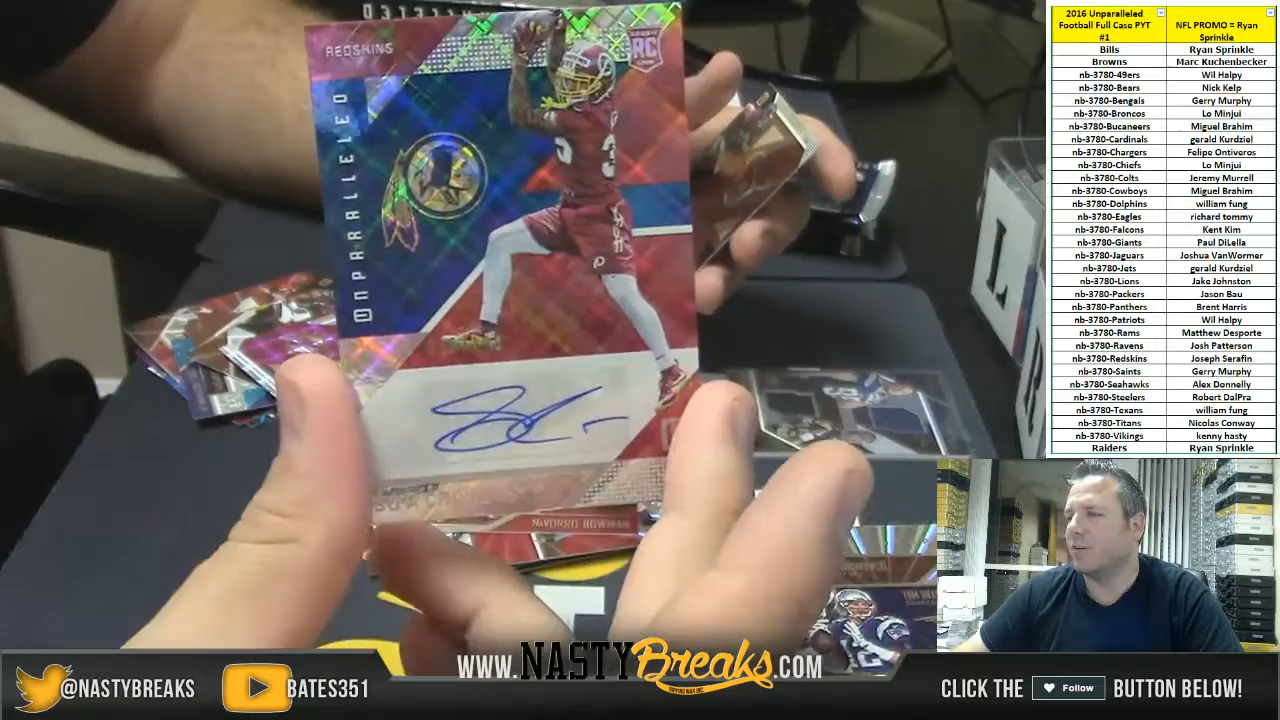 REDSKINS
UNPARALLELED
RC
35
NAVORRO BOWMAN
L
R
2016 Unparalleled Football Full Case PYT #1 NFL PROMO = Ryan Sprinkle
Bills Ryan Sprinkle
Browns Marc Kuchenbecker
nb-3780-49ers Wil Halpy
nb-3780-Bears Nick Kelp
nb-3780-Bengals Gerry Murphy
nb-3780-Broncos Lo Minjui
nb-3780-Bucaneers Miguel Brahim
nb-3780-Cardinals gerald Kurdziel
nb-3780-Chargers Felipe Ontiveros
nb-3780-Chiefs Lo Minjui
nb-3780-Colts Jeremy Murrell
nb-3780-Cowboys Miguel Brahim
nb-3780-Dolphins william fung
nb-3780-Eagles richard tommy
nb-3780-Falcons Kent Kim
nb-3780-Giants Paul DiLella
nb-3780-Jaguars Joshua VanWormer
nb-3780-Jets gerald Kurdziel
nb-3780-Lions Jake Johnston
nb-3780-Packers Jason Bau
nb-3780-Panthers Brent Harris
nb-3780-Patriots Wil Halpy
nb-3780-Rams Matthew Desporte
nb-3780-Ravens Josh Patterson
nb-3780-Redskins Joseph Serafin
nb-3780-Saints Gerry Murphy
nb-3780-Seahawks Alex Donnelly
nb-3780-Steelers Robert DalPra
nb-3780-Texans william fung
nb-3780-Titans Nicolas Conway
nb-3780-Vikings kenny hasty
Raiders Ryan Sprinkle
@NASTYBREAKS
BATES351
WWW.NASTYBreaks.COM
RIPPING WAX INC.
CLICK THE Follow BUTTON BELOW!